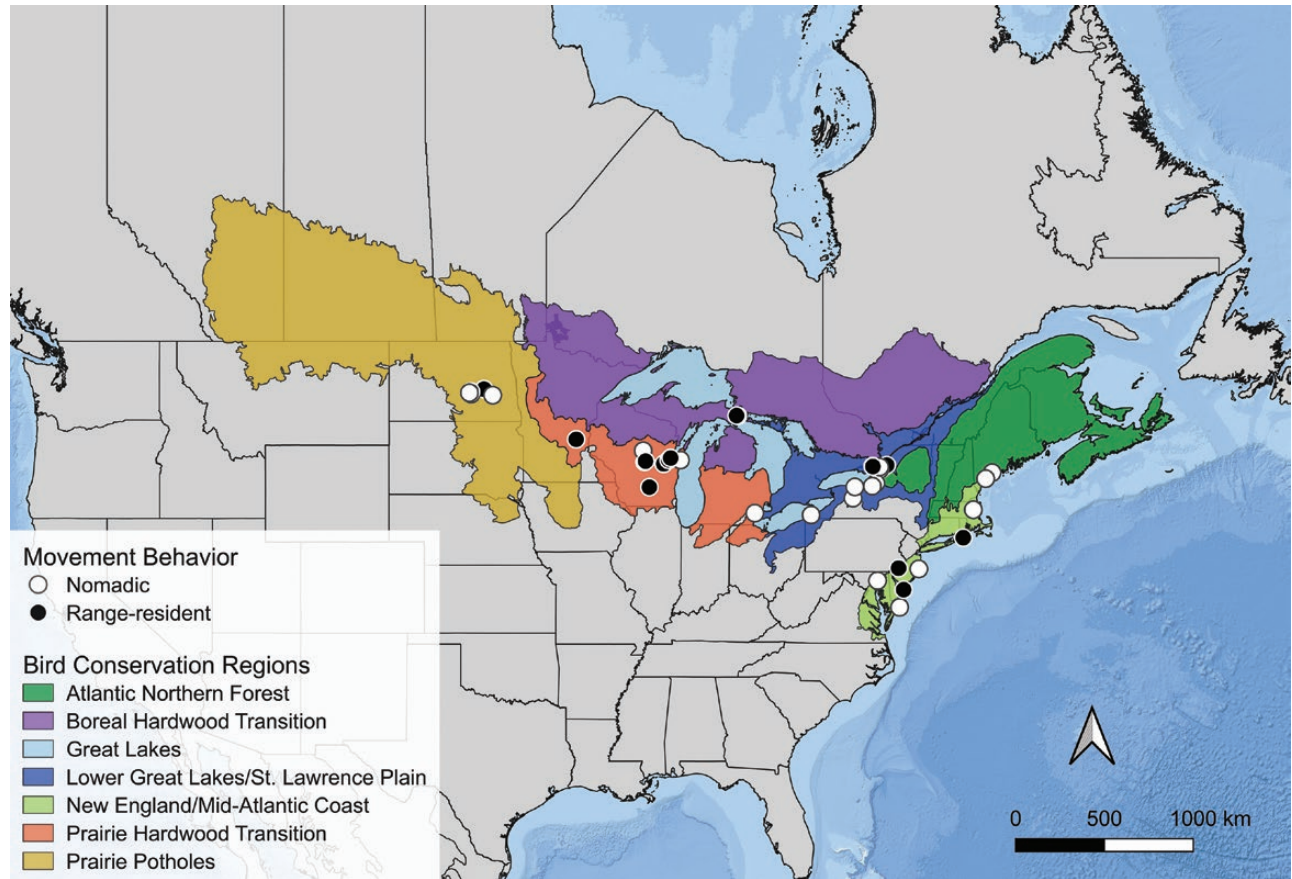 Movement Behavior
Nomadic
Range-resident
Bird Conservation Regions
Atlantic Northern Forest
Boreal Hardwood Transition
Great Lakes
Lower Great Lakes/St. Lawrence Plain
New England/Mid-Atlantic Coast
Prairie Hardwood Transition
Prairie Potholes
0 500 1000 km